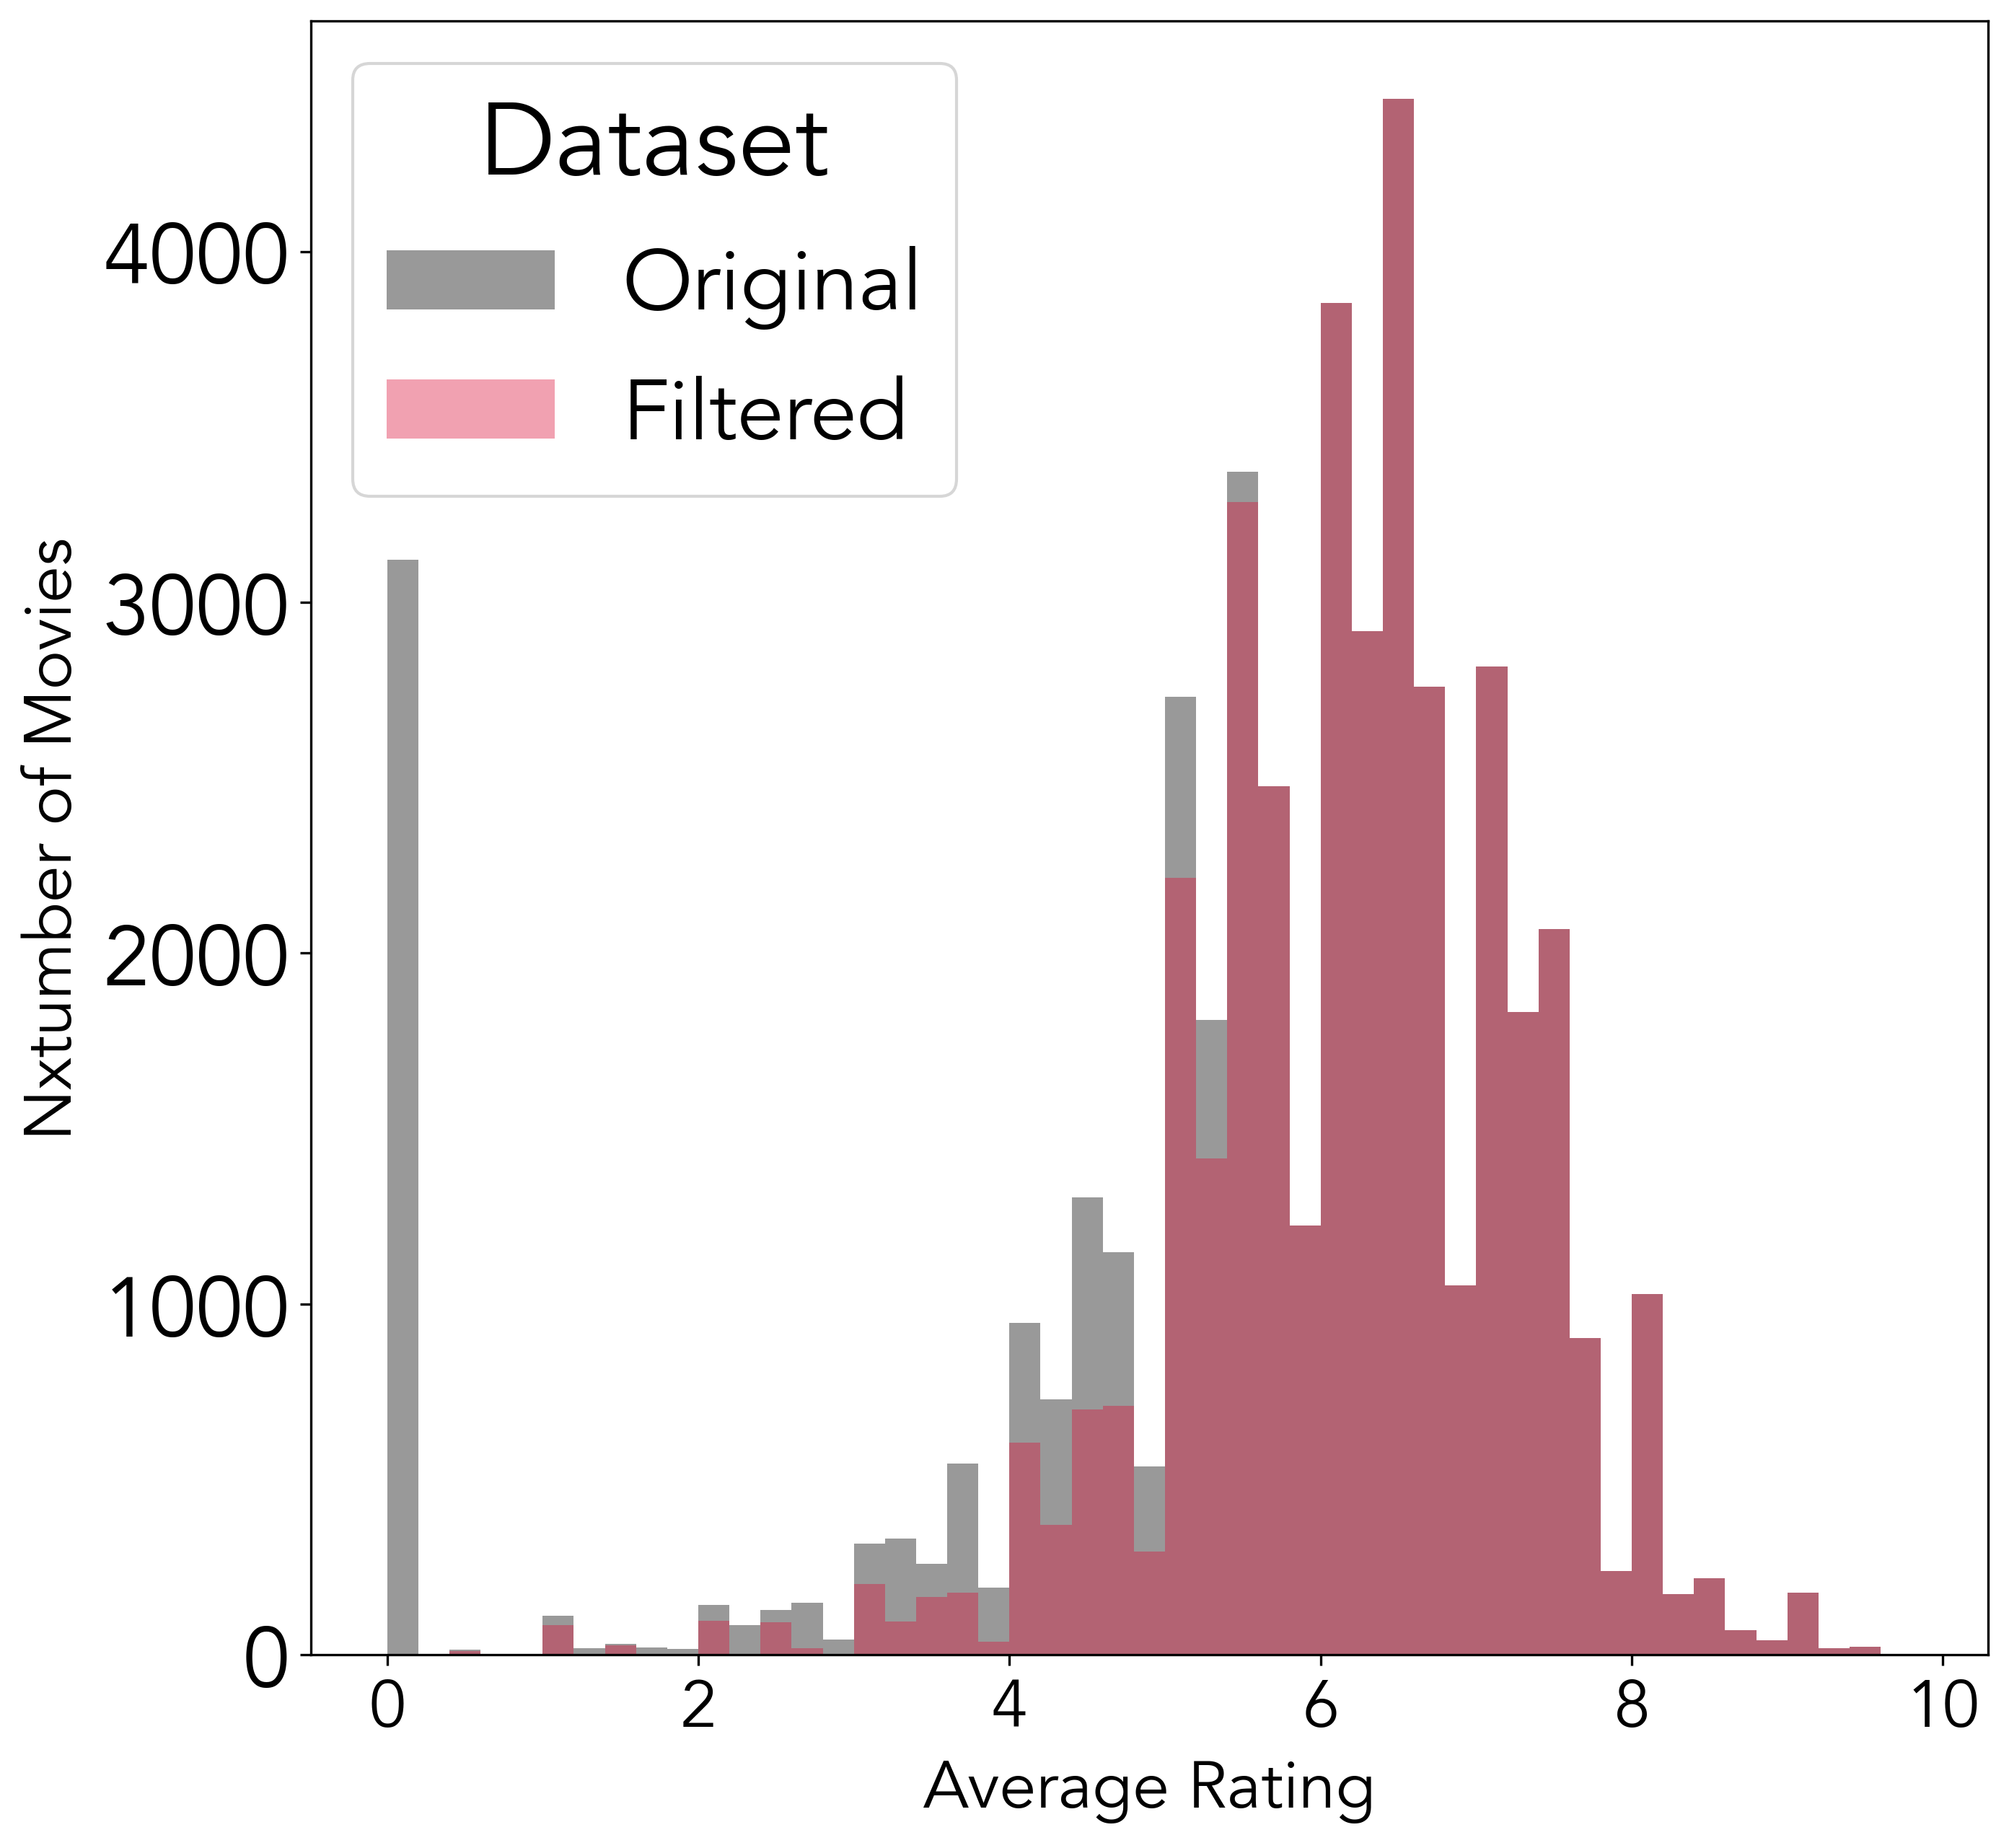 Dataset
Original
Filtered
Nxtumber of Movies
4000
3000
2000
1000
0
0 2 4 6 8 10
Average Rating